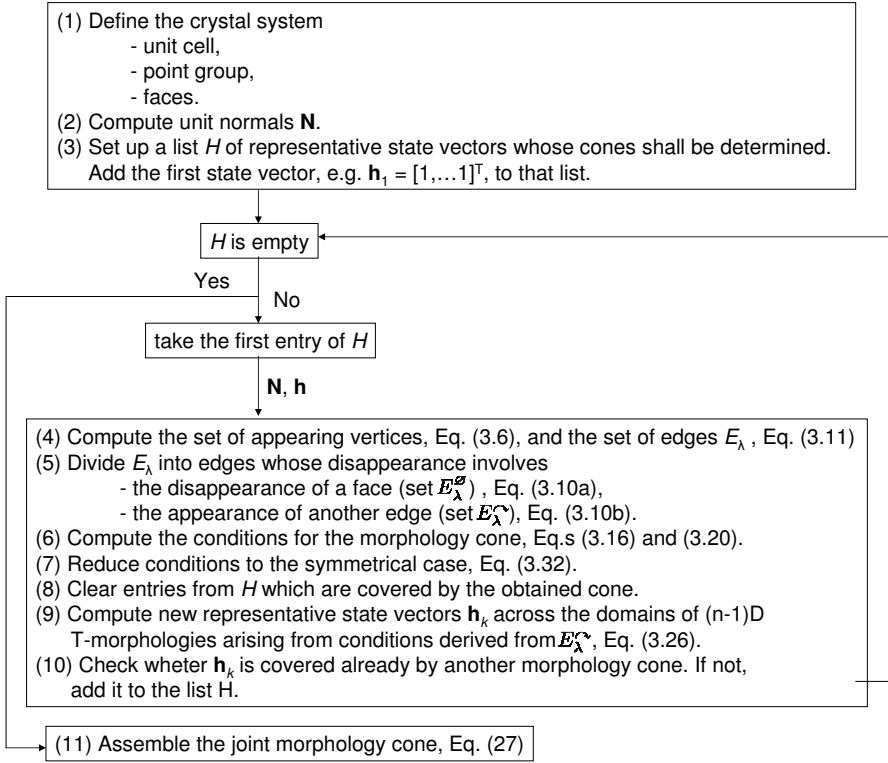 (1) Define the crystal system
- unit cell,
- point group,
- faces.
(2) Compute unit normals N.
(3) Set up a list H of representative state vectors whose cones shall be determined.
Add the first state vector, e.g. h₁ = [1,…1]ᵀ, to that list.
H is empty
Yes
No
take the first entry of H
N, h
(4) Compute the set of appearing vertices, Eq. (3.6), and the set of edges E_λ , Eq. (3.11)
(5) Divide E_λ into edges whose disappearance involves
- the disappearance of a face (set E_λ^∅) , Eq. (3.10a),
- the appearance of another edge (set E_λ^↷), Eq. (3.10b).
(6) Compute the conditions for the morphology cone, Eq.s (3.16) and (3.20).
(7) Reduce conditions to the symmetrical case, Eq. (3.32).
(8) Clear entries from H which are covered by the obtained cone.
(9) Compute new representative state vectors h_k across the domains of (n-1)D
T-morphologies arising from conditions derived from E_λ^↷, Eq. (3.26).
(10) Check wheter h_k is covered already by another morphology cone. If not,
add it to the list H.
(11) Assemble the joint morphology cone, Eq. (27)